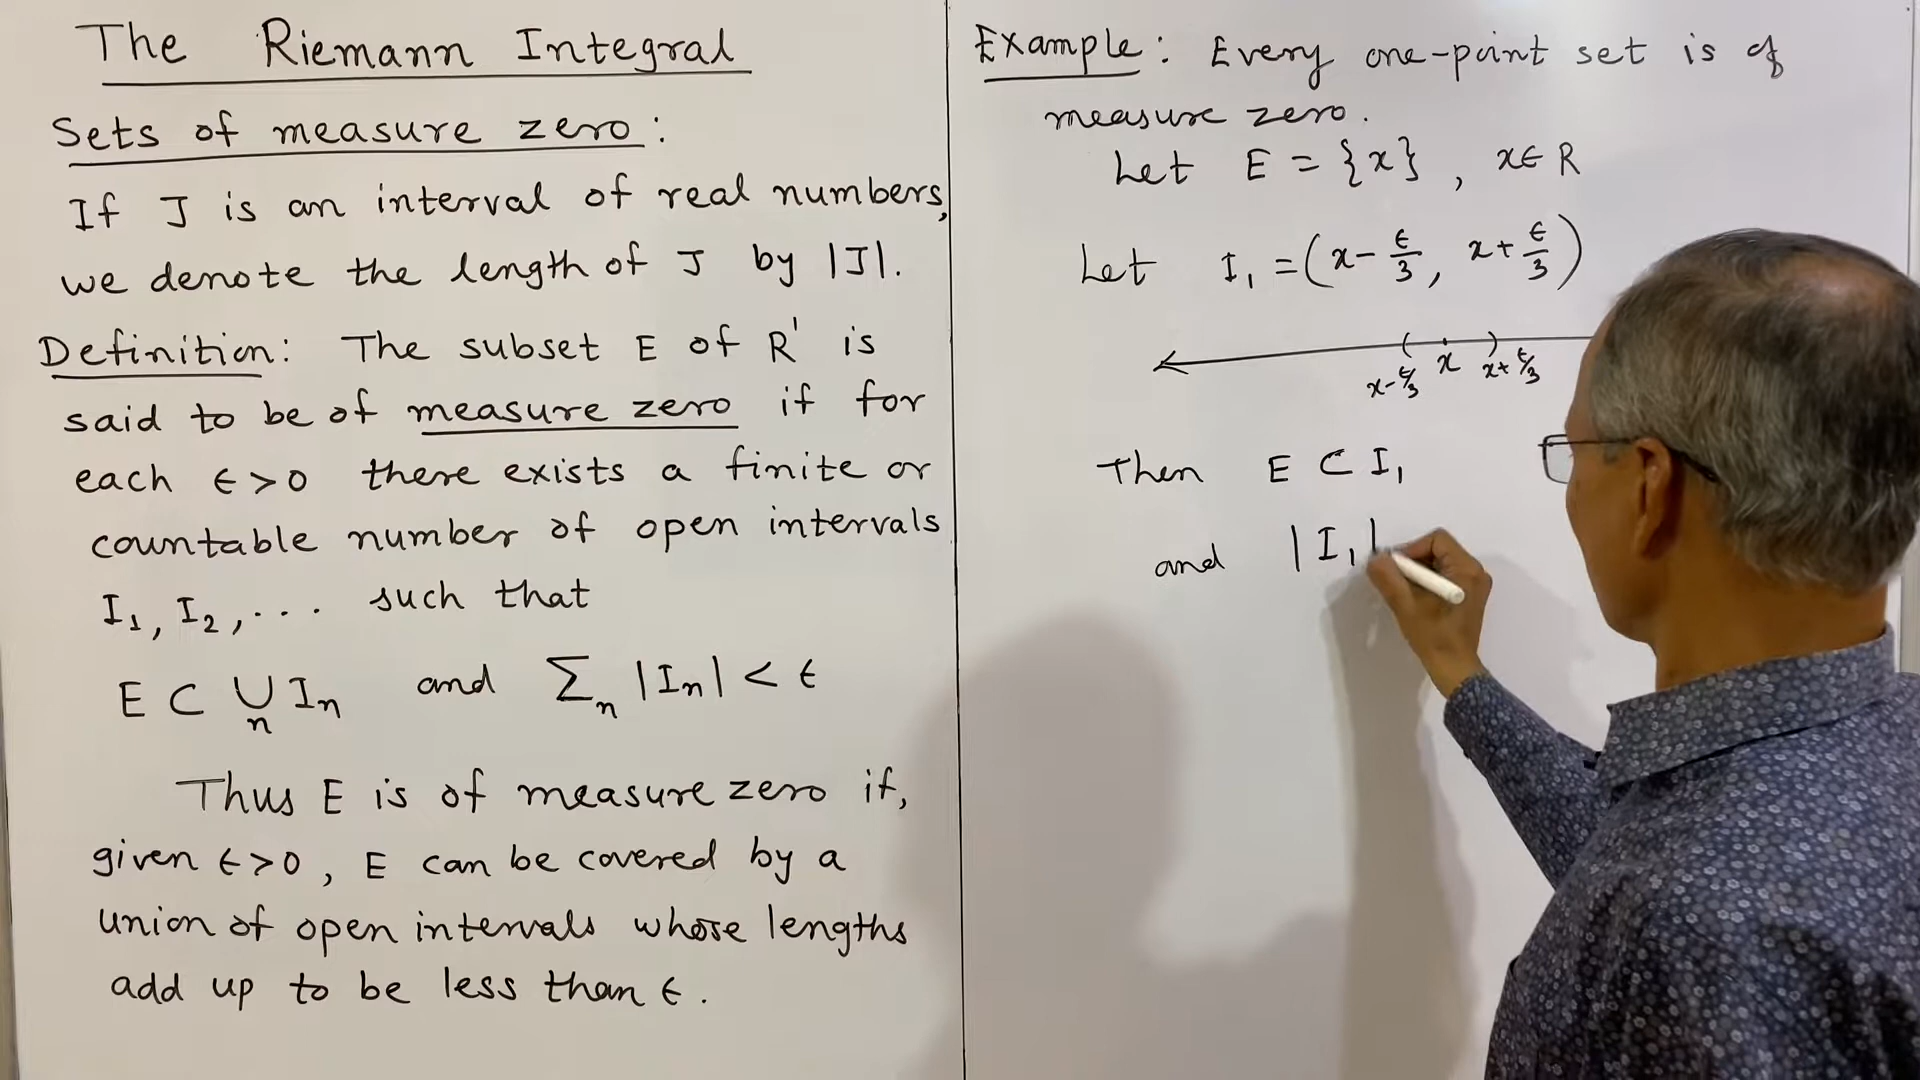 The Riemann Integral
Sets of measure zero:
If J is an interval of real numbers,
we denote the length of J by |J|.
Definition: The subset E of R' is
said to be of measure zero if for
each ϵ>0 there exists a finite or
countable number of open intervals
I₁, I₂, ... such that
E ⊂ ⋃ₙ Iₙ and ∑ₙ |Iₙ| < ϵ
Thus E is of measure zero if,
given ϵ>0, E can be covered by a
union of open intervals whose lengths
add up to be less than ϵ.
Example: Every one-point set is of
measure zero.
Let E = {x}, x∈R
Let I₁ = (x-ϵ/3, x+ϵ/3)
x-ϵ/3 x x+ϵ/3
Then E ⊂ I₁
and |I₁|